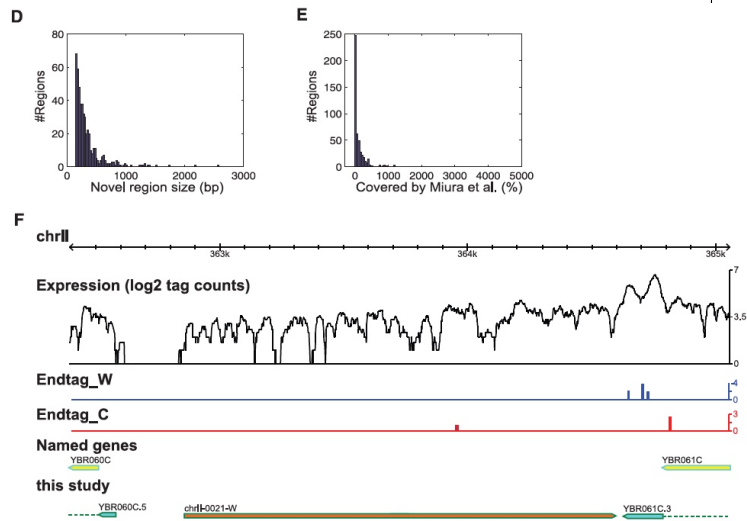 D
80
60
40
20
0
#Regions
0 1000 2000 3000
Novel region size (bp)
E
250
200
150
100
50
0
#Regions
0 1000 2000 3000 4000 5000
Covered by Miura et al. (%)
F
chrII
363k 364k 365k
Expression (log2 tag counts)
7
3,5
0
Endtag_W
4
0
Endtag_C
3
0
Named genes
YBR060C YBR061C
this study
YBR060C.5 chrII-0021-W YBR061C.3